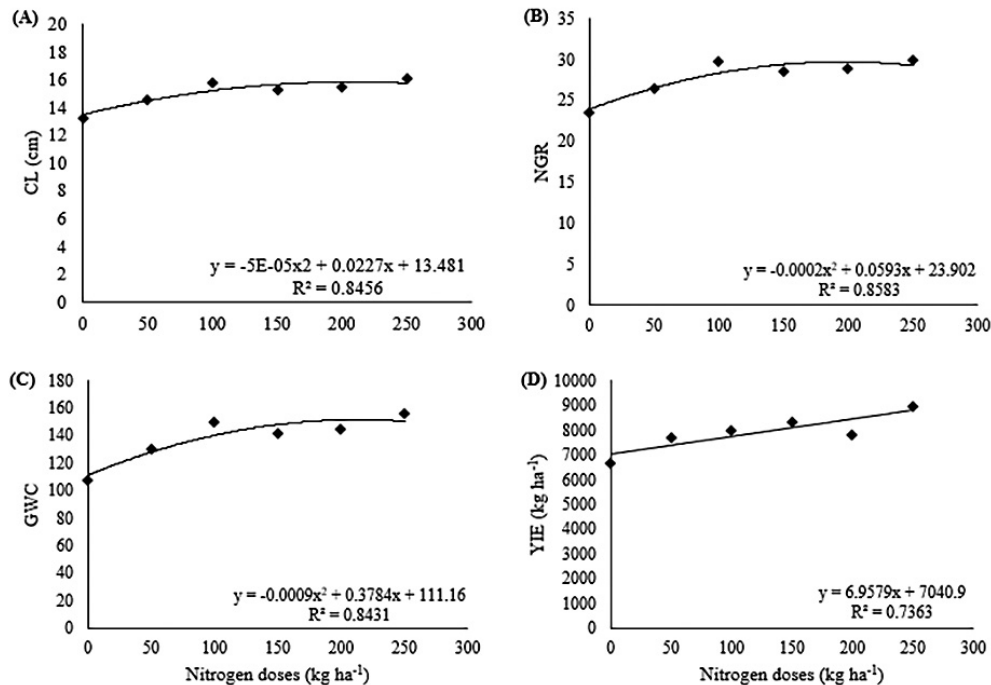 (A)
20
18
16
14
12
10
8
6
4
2
0
CL (cm)
y = -5E-05x2 + 0.0227x + 13.481
R² = 0.8456
0 50 100 150 200 250 300
(B)
35
30
25
20
15
10
5
0
NGR
y = -0.0002x² + 0.0593x + 23.902
R² = 0.8583
0 50 100 150 200 250 300
(C)
180
160
140
120
100
80
60
40
20
0
GWC
y = -0.0009x² + 0.3784x + 111.16
R² = 0.8431
0 50 100 150 200 250 300
Nitrogen doses (kg ha⁻¹)
(D)
10000
9000
8000
7000
6000
5000
4000
3000
2000
1000
0
YIE (kg ha⁻¹)
y = 6.9579x + 7040.9
R² = 0.7363
0 50 100 150 200 250 300
Nitrogen doses (kg ha⁻¹)